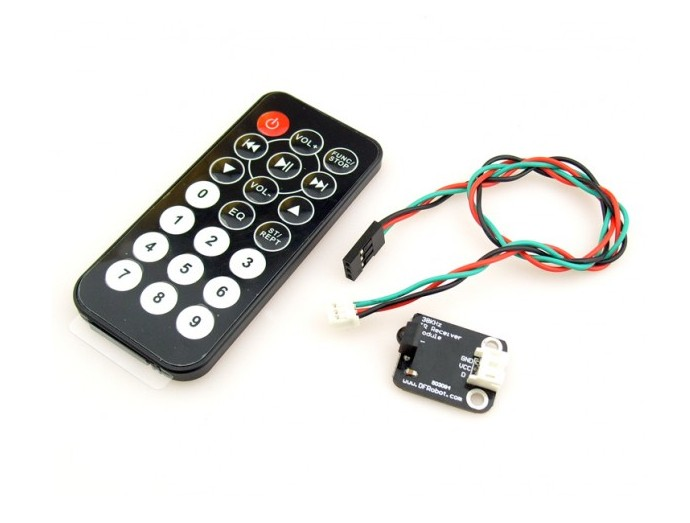 VOL+
FUNC/
STOP
VOL-
0
EQ
ST/
REPT
1
2
3
4
5
6
7
8
9
38KHz
Receiver
odule
GND
VCC
D
www.DFRobot.com